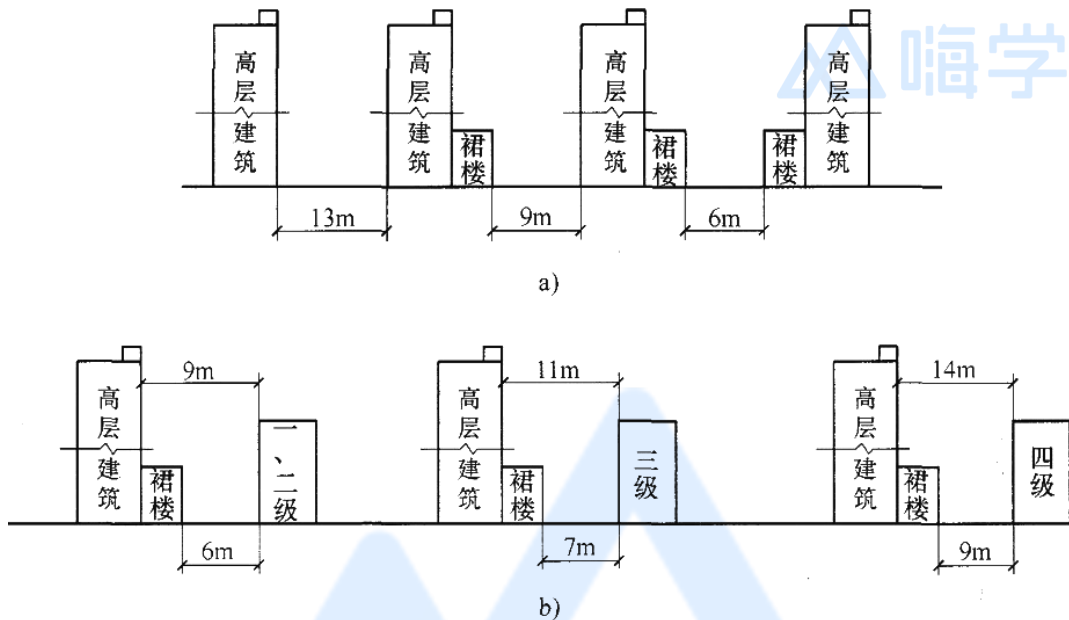 嗨学
高层建筑
高层建筑
裙楼
高层建筑
裙楼
裙楼
高层建筑
13m
9m
6m
a)
9m
11m
14m
高层建筑
裙楼
一、二级
高层建筑
裙楼
三级
高层建筑
裙楼
四级
6m
7m
9m
b)